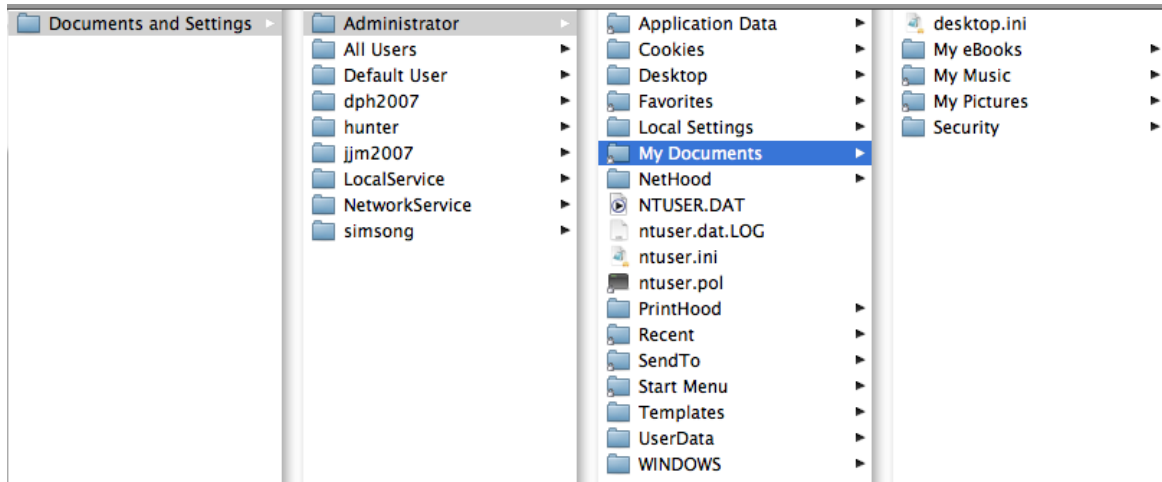 Documents and Settings
Administrator
All Users
Default User
dph2007
hunter
jjm2007
LocalService
NetworkService
simsong
Application Data
Cookies
Desktop
Favorites
Local Settings
My Documents
NetHood
NTUSER.DAT
ntuser.dat.LOG
ntuser.ini
ntuser.pol
PrintHood
Recent
SendTo
Start Menu
Templates
UserData
WINDOWS
desktop.ini
My eBooks
My Music
My Pictures
Security